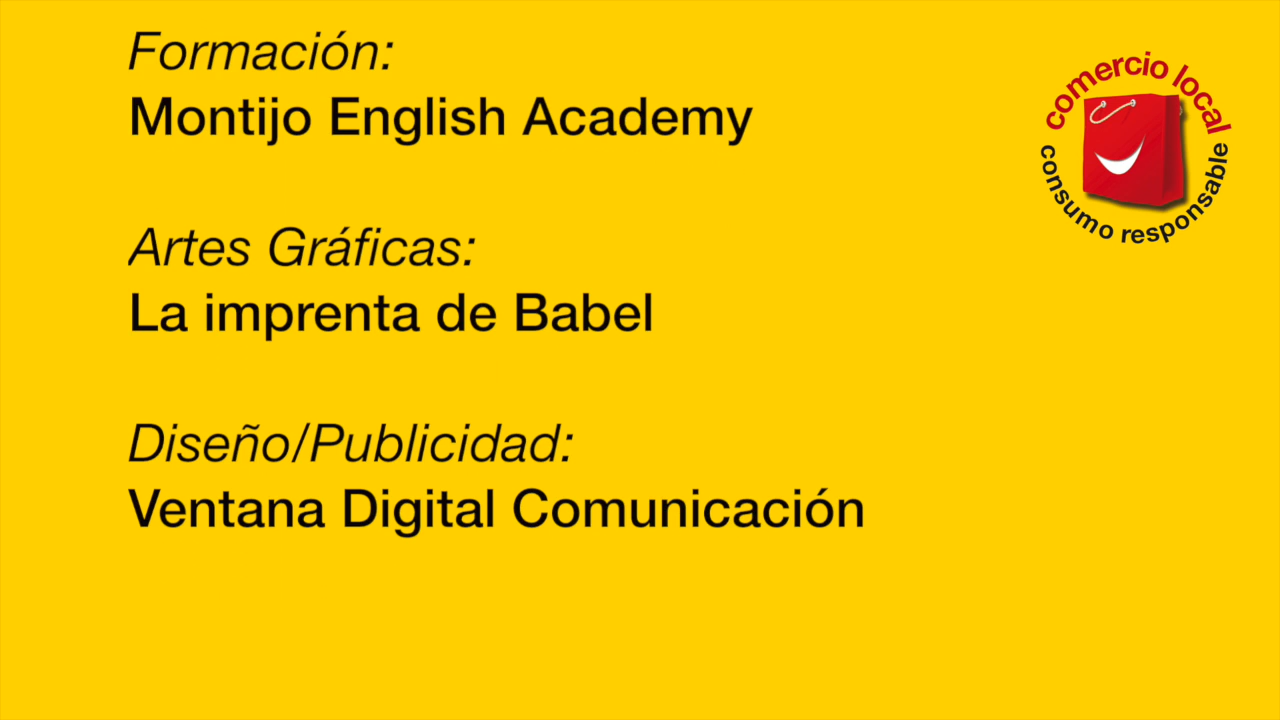 Formación:
Montijo English Academy
Artes Gráficas:
La imprenta de Babel
Diseño/Publicidad:
Ventana Digital Comunicación
comercio local
consumo responsable